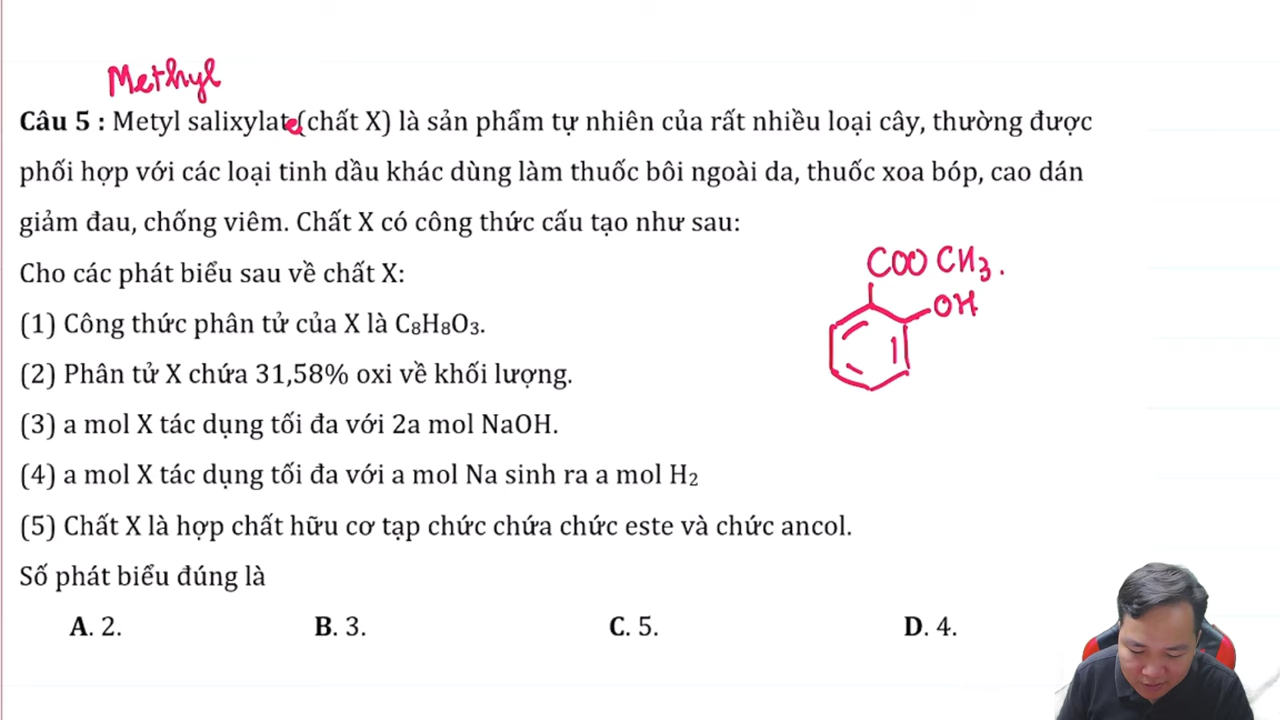 Methyl
Câu 5 : Metyl salixylate (chất X) là sản phẩm tự nhiên của rất nhiều loại cây, thường được
phối hợp với các loại tinh dầu khác dùng làm thuốc bôi ngoài da, thuốc xoa bóp, cao dán
giảm đau, chống viêm. Chất X có công thức cấu tạo như sau:
COO CH3.
OH
Cho các phát biểu sau về chất X:
(1) Công thức phân tử của X là C₈H₈O₃.
(2) Phân tử X chứa 31,58% oxi về khối lượng.
(3) a mol X tác dụng tối đa với 2a mol NaOH.
(4) a mol X tác dụng tối đa với a mol Na sinh ra a mol H₂
(5) Chất X là hợp chất hữu cơ tạp chức chứa chức este và chức ancol.
Số phát biểu đúng là
A. 2. B. 3. C. 5. D. 4.